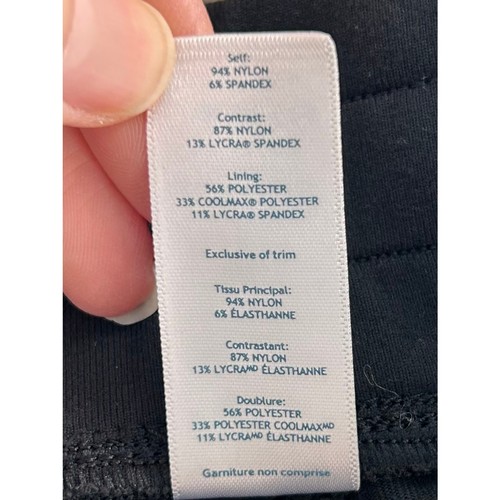 Self:
94% NYLON
6% SPANDEX
Contrast:
87% NYLON
13% LYCRA® SPANDEX
Lining:
56% POLYESTER
33% COOLMAX® POLYESTER
11% LYCRA® SPANDEX
Exclusive of trim
Tissu Principal:
94% NYLON
6% ÉLASTHANNE
Contrastant:
87% NYLON
13% LYCRAᴹᴰ ÉLASTHANNE
Doublure:
56% POLYESTER
33% POLYESTER COOLMAXᴹᴰ
11% LYCRAᴹᴰ ÉLASTHANNE
Garniture non comprise